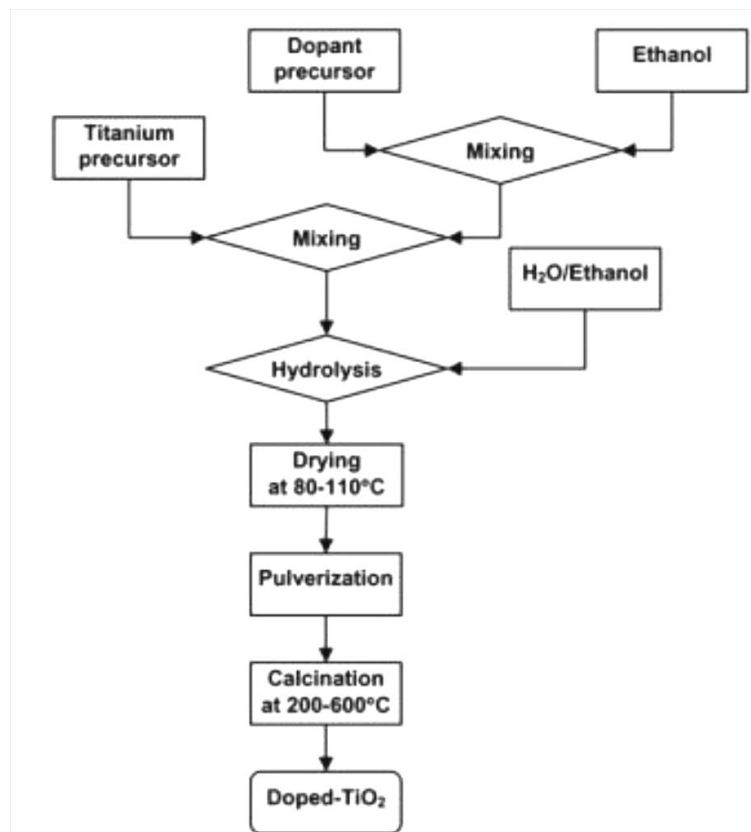 Dopant
precursor
Ethanol
Titanium
precursor
Mixing
Mixing
H₂O/Ethanol
Hydrolysis
Drying
at 80-110°C
Pulverization
Calcination
at 200-600°C
Doped-TiO₂